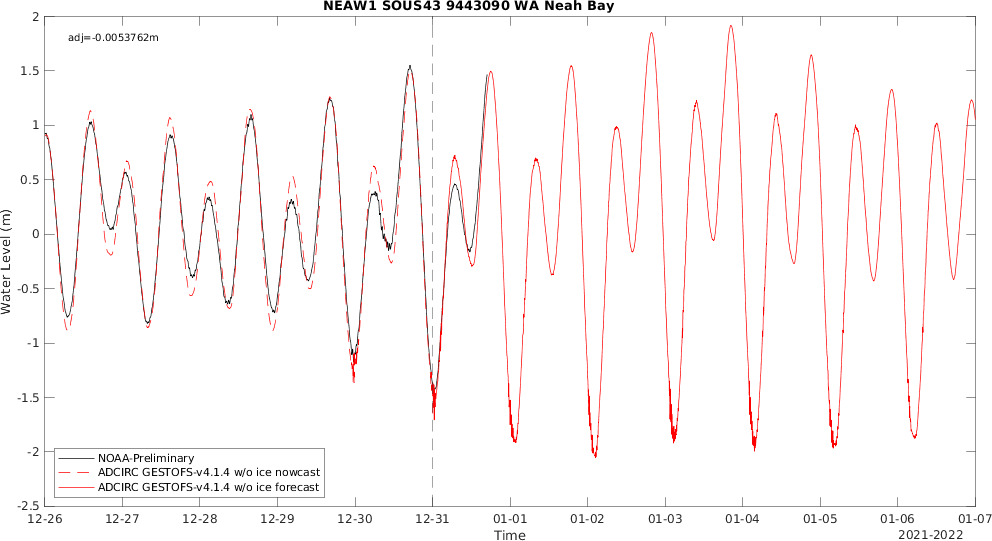 NEAW1 SOUS43 9443090 WA Neah Bay
adj=-0.0053762m
2
1.5
1
0.5
0
-0.5
-1
-1.5
-2
-2.5
Water Level (m)
NOAA-Preliminary
ADCIRC GESTOFS-v4.1.4 w/o ice nowcast
ADCIRC GESTOFS-v4.1.4 w/o ice forecast
12-26 12-27 12-28 12-29 12-30 12-31 01-01 01-02 01-03 01-04 01-05 01-06 01-07
Time
2021-2022